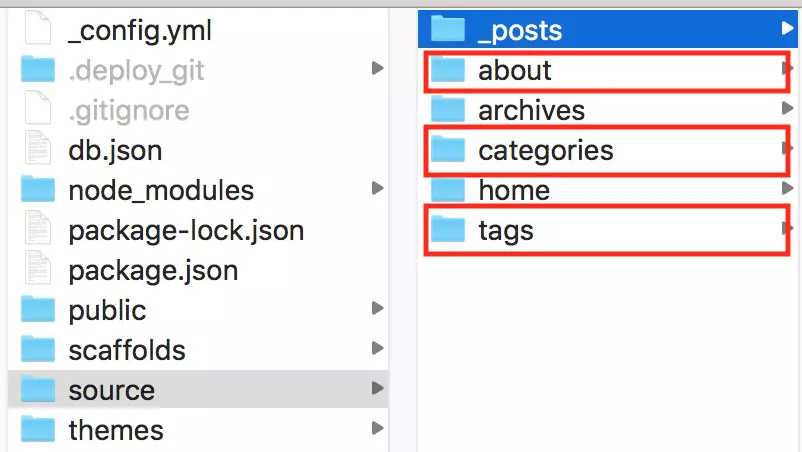 _config.yml
.deploy_git
.gitignore
db.json
node_modules
package-lock.json
package.json
public
scaffolds
source
themes
_posts
about
archives
categories
home
tags